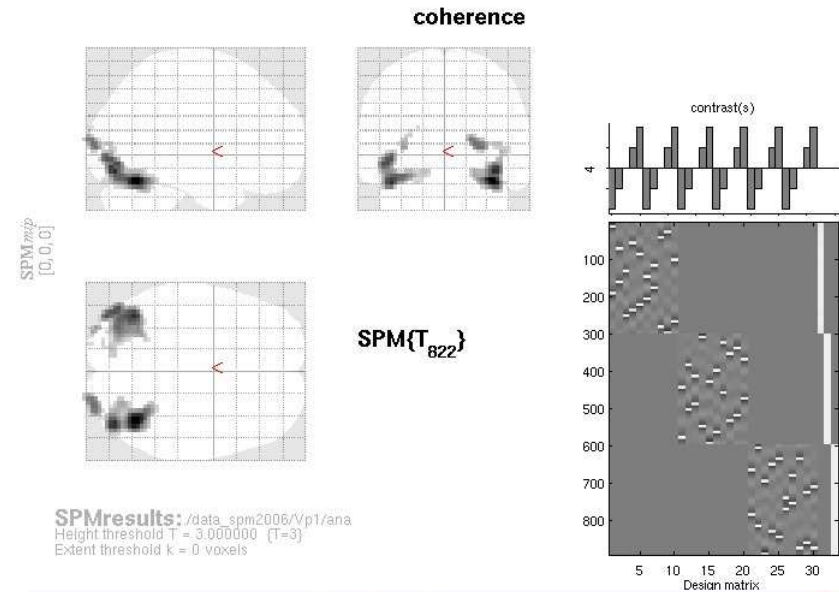 coherence
SPMmip
[0, 0, 0]
<
<
<
SPM{T822}
contrast(s)
4
100
200
300
400
500
600
700
800
5 10 15 20 25 30
Design matrix
SPMresults: ./data_spm2006/Vp1/ana
Height threshold T = 3.000000 {T=3}
Extent threshold k = 0 voxels